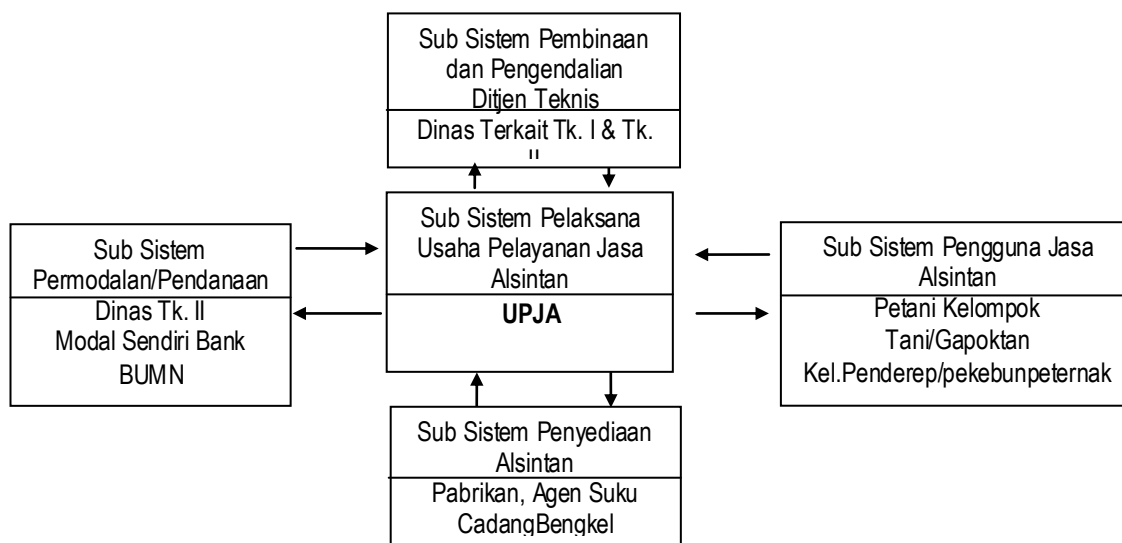 Sub Sistem Pembinaan
dan Pengendalian
Ditjen Teknis
Dinas Terkait Tk. I & Tk.
II
Sub Sistem
Permodalan/Pendanaan
Dinas Tk. II
Modal Sendiri Bank
BUMN
Sub Sistem Pelaksana
Usaha Pelayanan Jasa
Alsintan
UPJA
Sub Sistem Pengguna Jasa
Alsintan
Petani Kelompok
Tani/Gapoktan
Kel.Penderep/pekebunpeternak
Sub Sistem Penyediaan
Alsintan
Pabrikan, Agen Suku
CadangBengkel